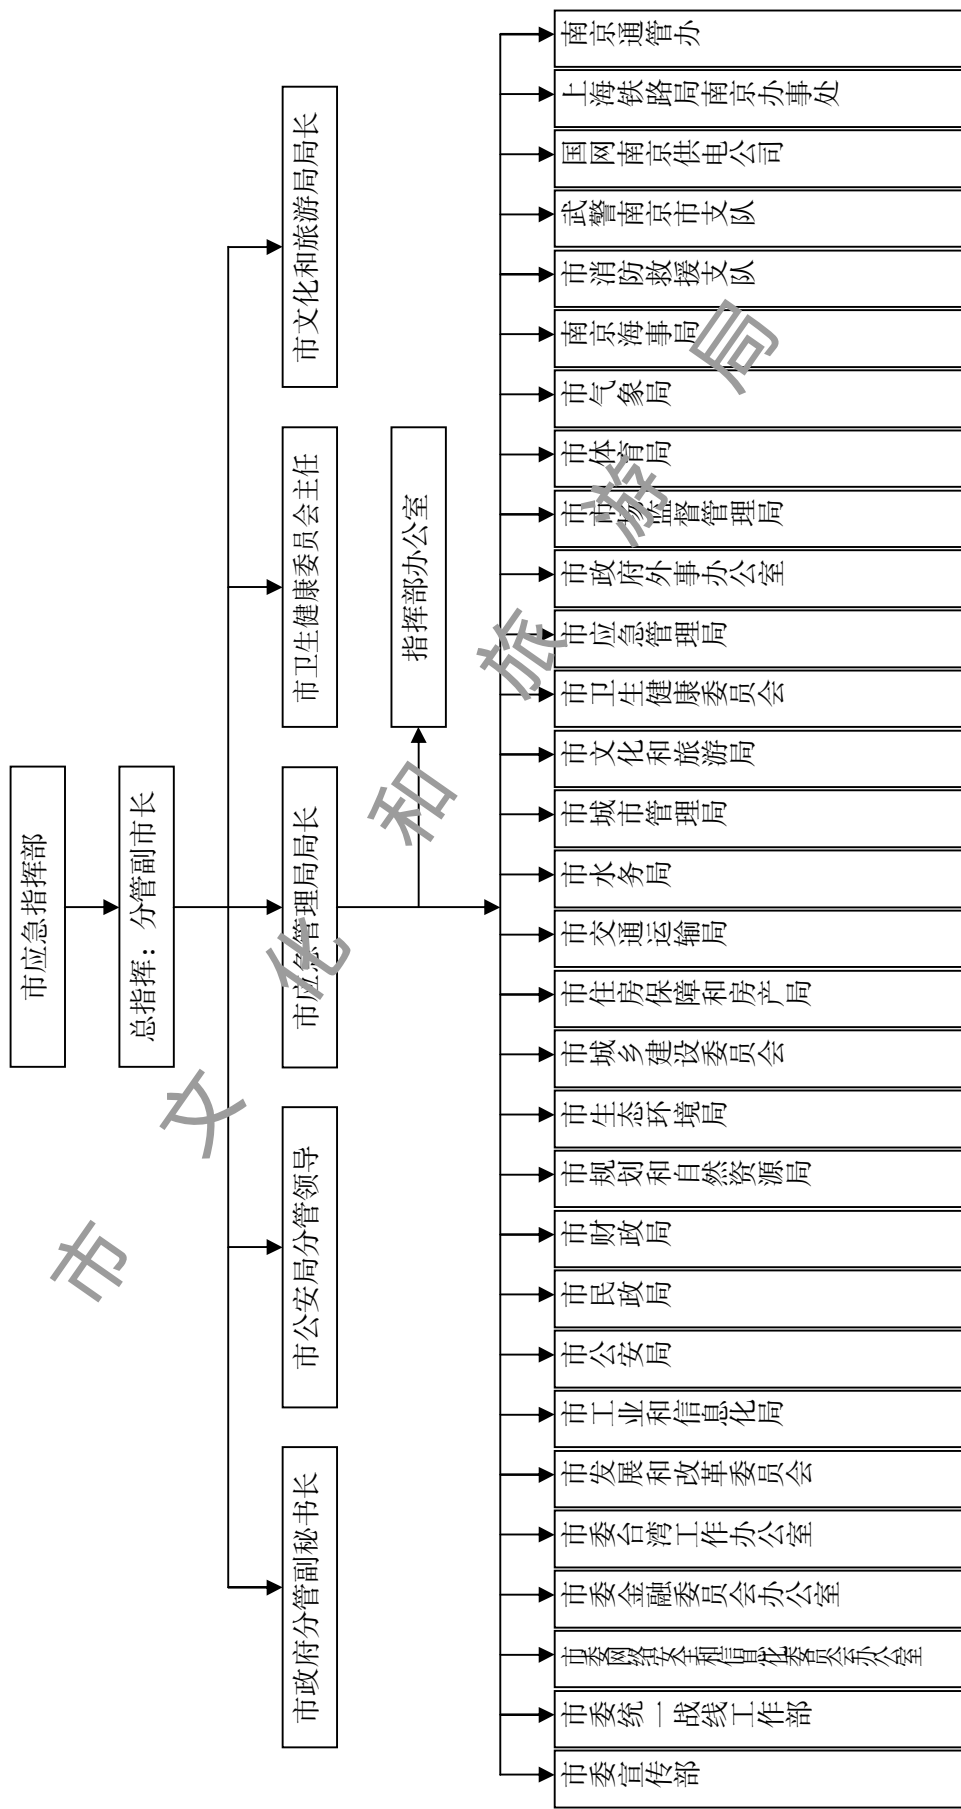 市应急指挥部
总指挥：分管副市长
市政府分管副秘书长
市公安局分管领导
市应急管理局局长
市卫生健康委员会主任
市文化和旅游局局长
指挥部办公室
市委宣传部
市委统一战线工作部
市委网络安全和信息化委员会办公室
市委金融委员会办公室
市委台湾工作办公室
市发展和改革委员会
市工业和信息化局
市公安局
市民政局
市财政局
市规划和自然资源局
市生态环境局
市城乡建设委员会
市住房保障和房产局
市交通运输局
市水务局
市城市管理局
市文化和旅游局
市卫生健康委员会
市应急管理局
市政府外事办公室
市市场监督管理局
市体育局
市气象局
南京海事局
市消防救援支队
武警南京市支队
国网南京供电公司
上海铁路局南京办事处
南京通管办
市文化和旅游局